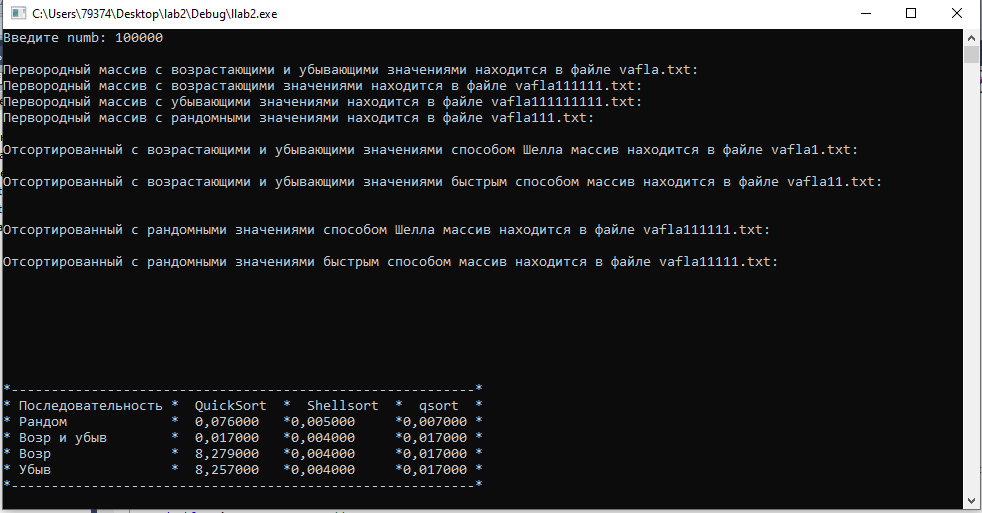 C:\Users\79374\Desktop\lab2\Debug\llab2.exe
Введите numb: 100000
Первородный массив с возрастающими и убывающими значениями находится в файле vafla.txt:
Первородный массив с возрастающими значениями находится в файле vafla111111.txt:
Первородный массив с убывающими значениями находится в файле vafla111111111.txt:
Первородный массив с рандомными значениями находится в файле vafla111.txt:
Отсортированный с возрастающими и убывающими значениями способом Шелла массив находится в файле vafla1.txt:
Отсортированный с возрастающими и убывающими значениями быстрым способом массив находится в файле vafla11.txt:
Отсортированный с рандомными значениями способом Шелла массив находится в файле vafla111111.txt:
Отсортированный с рандомными значениями быстрым способом массив находится в файле vafla11111.txt:
*----------------------------------------------------------*
* Последовательность *  QuickSort  *  Shellsort  *  qsort  *
* Рандом             *  0,076000   *0,005000     *0,007000 *
* Возр и убыв        *  0,017000   *0,004000     *0,017000 *
* Возр               *  8,279000   *0,004000     *0,017000 *
* Убыв               *  8,257000   *0,004000     *0,017000 *
*----------------------------------------------------------*